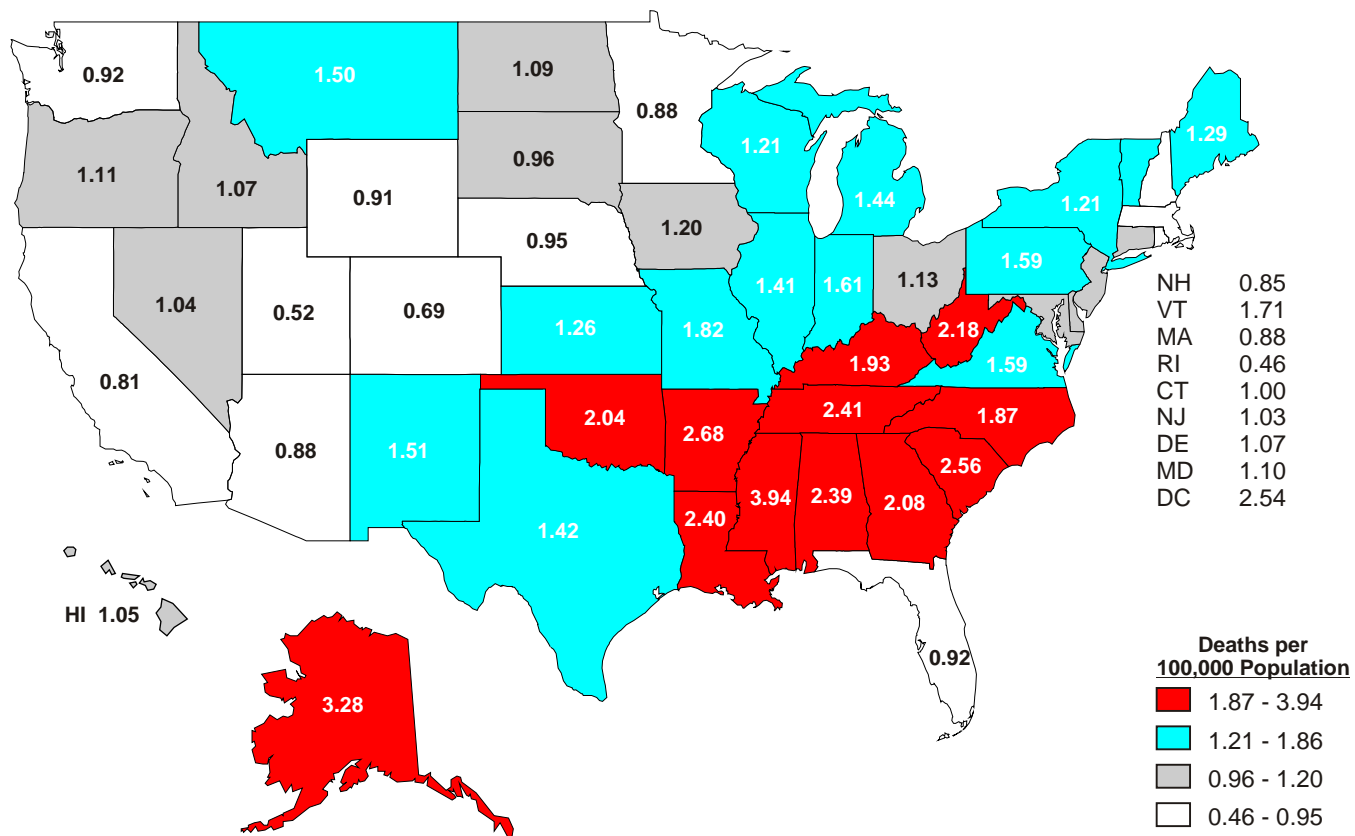 0.92
1.50
1.09
0.88
1.21
1.44
1.29
1.11
1.07
0.91
0.96
1.20
1.21
0.95
1.59
1.04
0.52
0.69
1.26
1.82
1.41
1.61
1.13
2.18
1.59
0.81
1.93
0.88
1.51
2.04
2.68
2.41
1.87
2.56
1.42
2.40
3.94
2.39
2.08
0.92
HI 1.05
3.28
NH 0.85
VT 1.71
MA 0.88
RI 0.46
CT 1.00
NJ 1.03
DE 1.07
MD 1.10
DC 2.54
Deaths per
100,000 Population
1.87 - 3.94
1.21 - 1.86
0.96 - 1.20
0.46 - 0.95